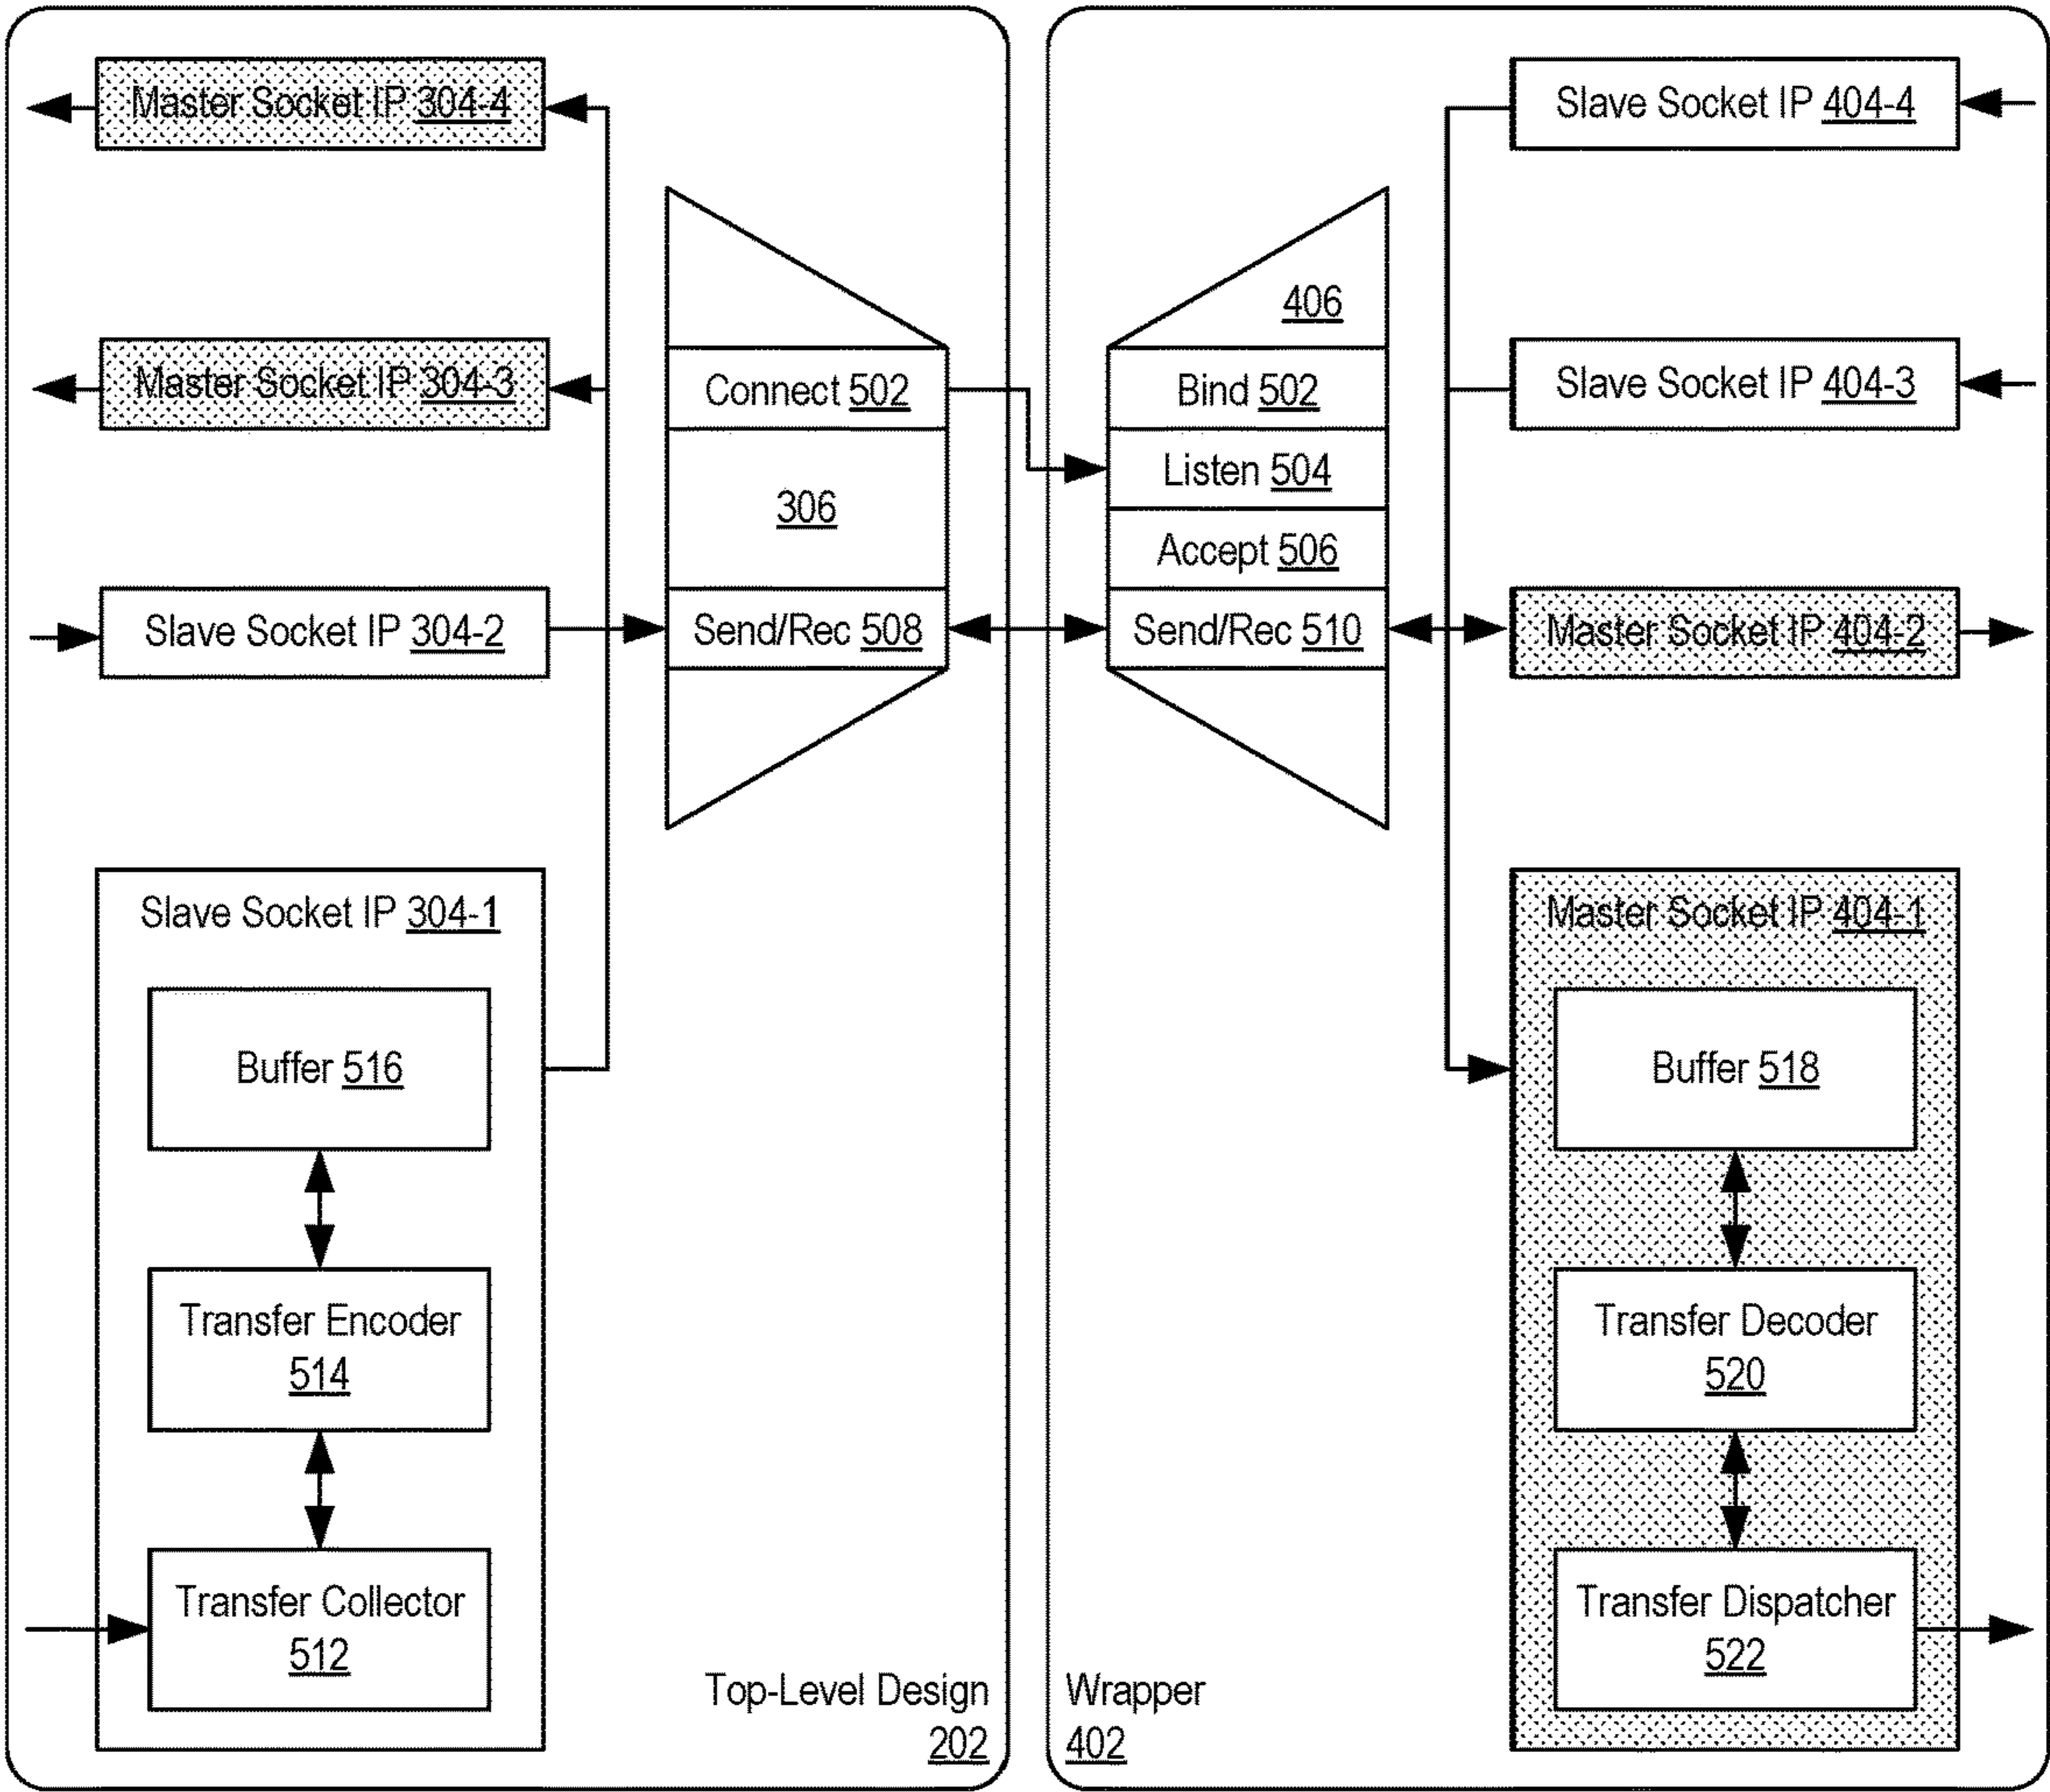 Master Socket IP 304-4
Master Socket IP 304-3
Slave Socket IP 304-2
Slave Socket IP 304-1
Buffer 516
Transfer Encoder
514
Transfer Collector
512
Connect 502
306
Send/Rec 508
Top-Level Design
202
406
Bind 502
Listen 504
Accept 506
Send/Rec 510
Wrapper
402
Slave Socket IP 404-4
Slave Socket IP 404-3
Master Socket IP 404-2
Master Socket IP 404-1
Buffer 518
Transfer Decoder
520
Transfer Dispatcher
522